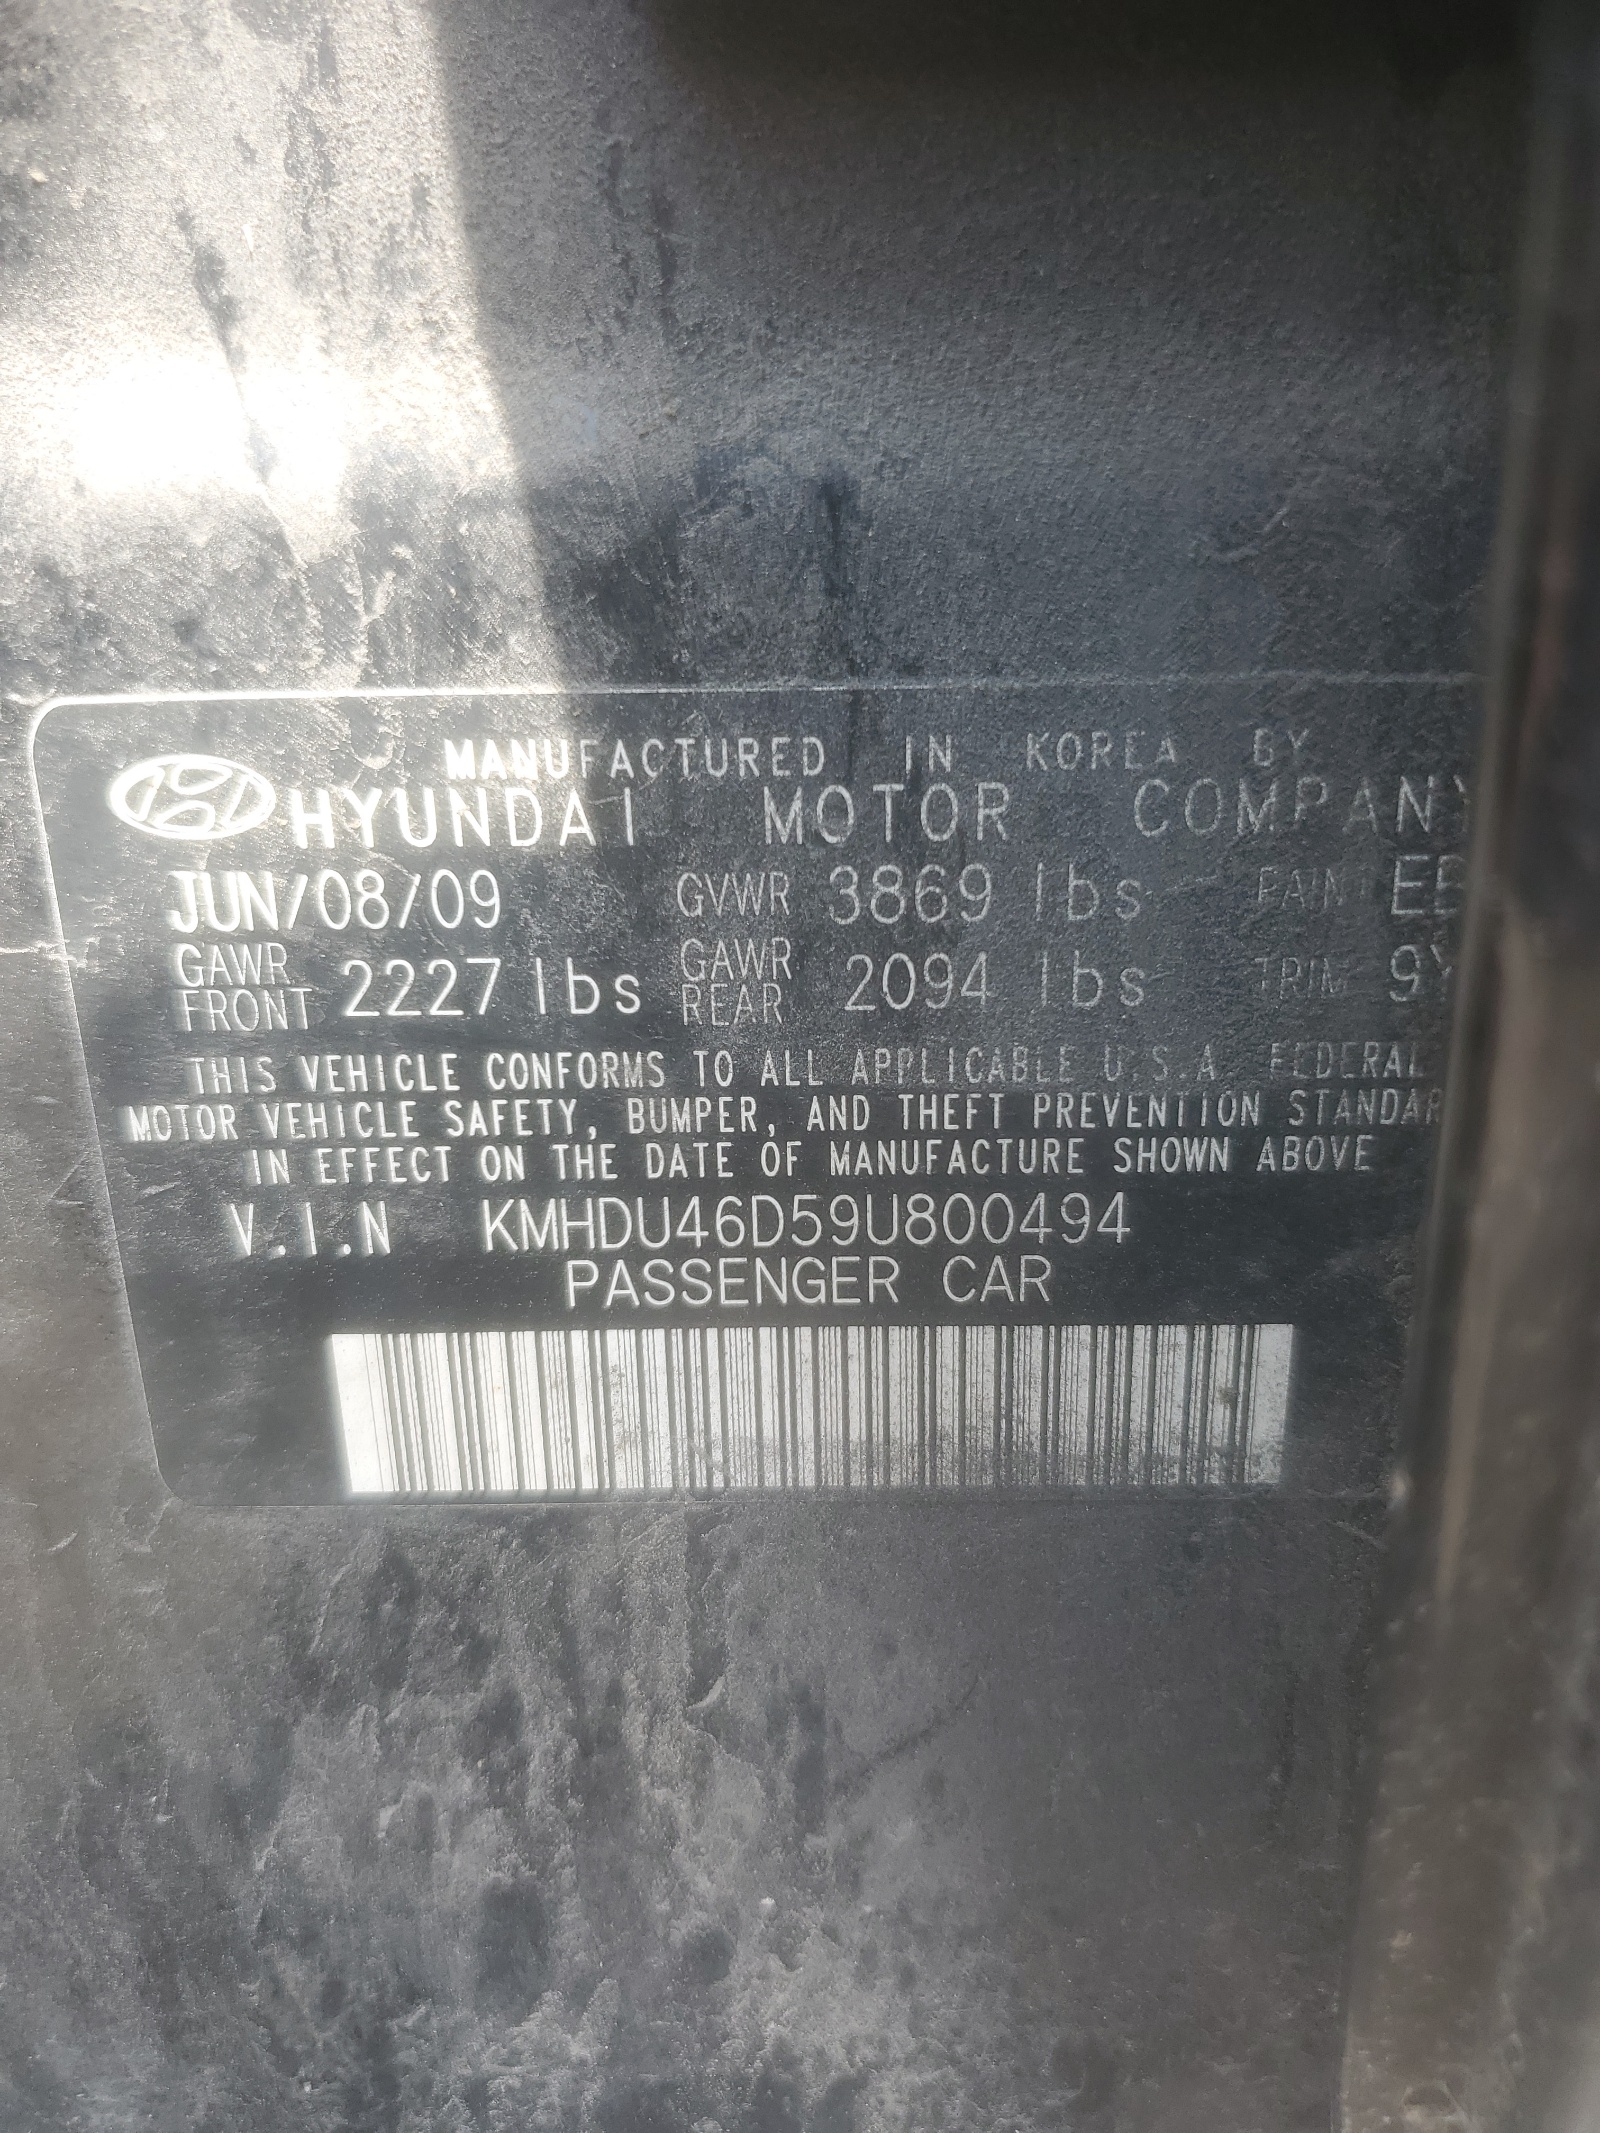 MANUFACTURED IN KOREA BY
HYUNDAI MOTOR COMPANY
JUN/08/09 GVWR 3869 lbs PAINT
GAWR FRONT 2227 lbs GAWR REAR 2094 lbs TRIM
THIS VEHICLE CONFORMS TO ALL APPLICABLE U.S.A FEDERAL
MOTOR VEHICLE SAFETY, BUMPER, AND THEFT PREVENTION STANDAR
IN EFFECT ON THE DATE OF MANUFACTURE SHOWN ABOVE
V.I.N KMHDU46D59U800494
PASSENGER CAR